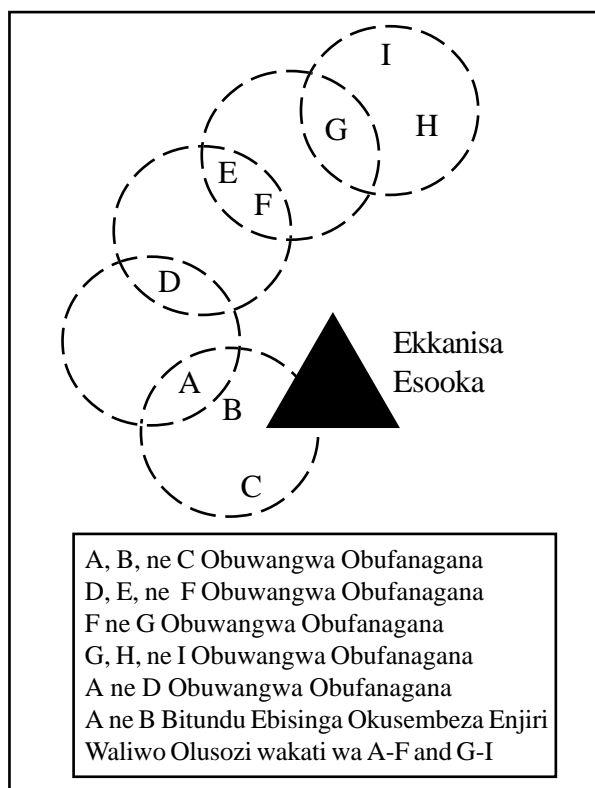 I
G
H
E
F
D
Ekkanisa
Esooka
A
B
C
A, B, ne C Obuwangwa Obufanagana
D, E, ne F Obuwangwa Obufanagana
F ne G Obuwangwa Obufanagana
G, H, ne I Obuwangwa Obufanagana
A ne D Obuwangwa Obufanagana
A ne B Bitundu Ebisinga Okusembeza Enjiri
Waliwo Olusozi wakati wa A-F and G-I